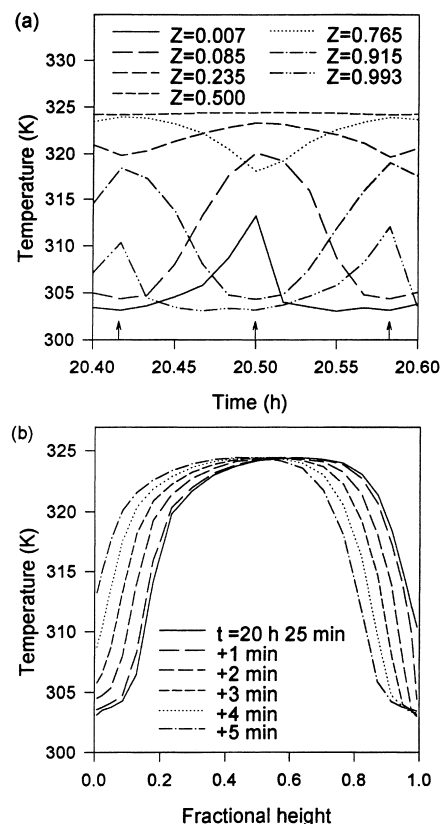 (a)
Z=0.007
Z=0.085
Z=0.235
Z=0.500
Z=0.765
Z=0.915
Z=0.993
Temperature (K)
335
330
325
320
315
310
305
300
20.40
20.45
20.50
20.55
20.60
Time (h)
(b)
Temperature (K)
325
320
315
310
305
300
t =20 h 25 min
+1 min
+2 min
+3 min
+4 min
+5 min
0.0
0.2
0.4
0.6
0.8
1.0
Fractional height